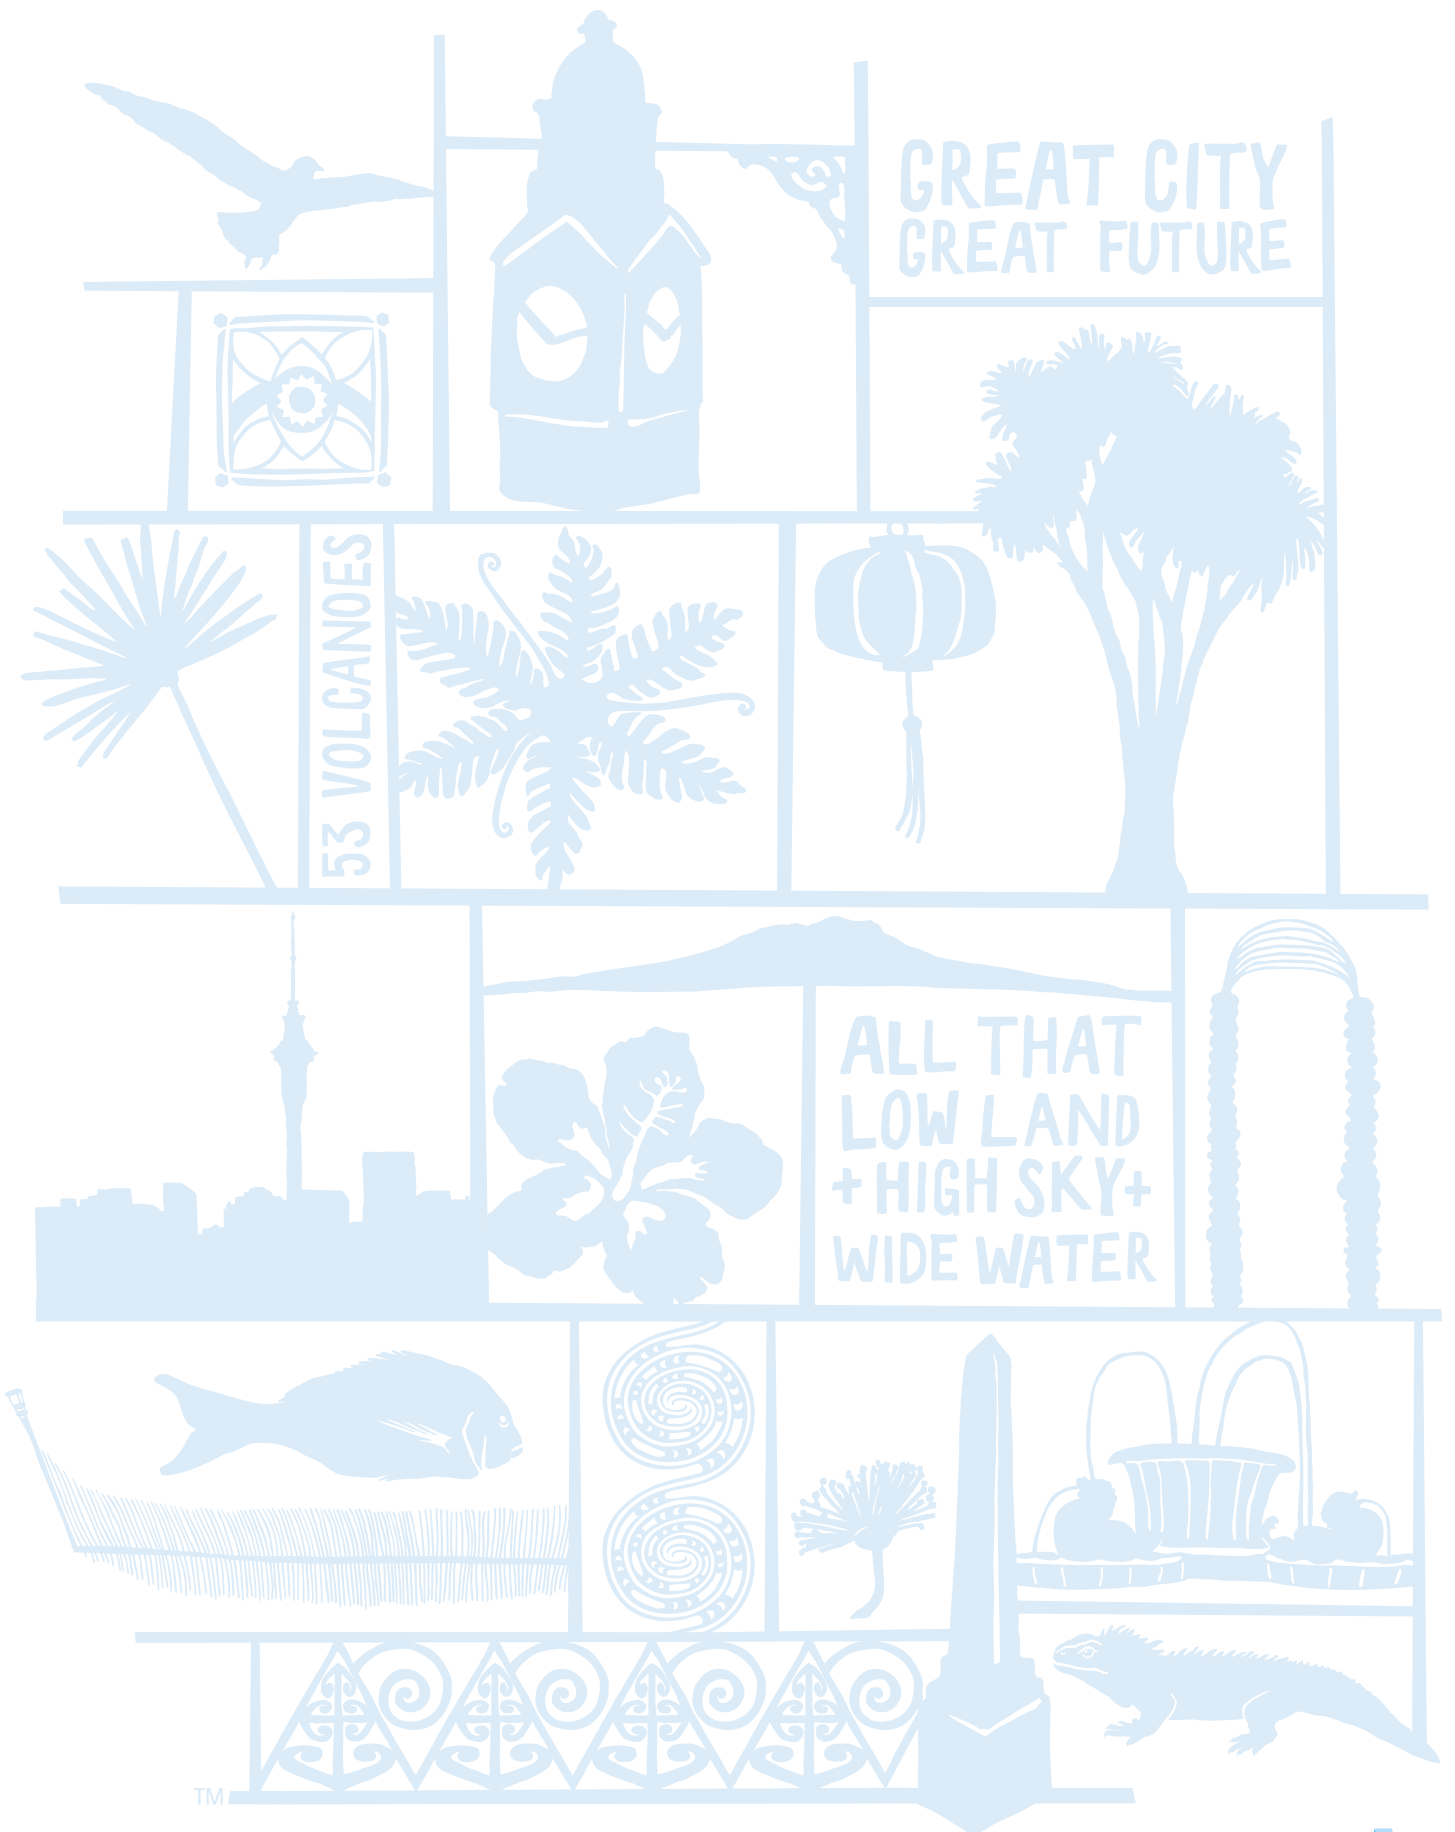 GREAT CITY
GREAT FUTURE
53 VOLCANOES
ALL THAT
LOW LAND
+ HIGH SKY +
WIDE WATER
TM